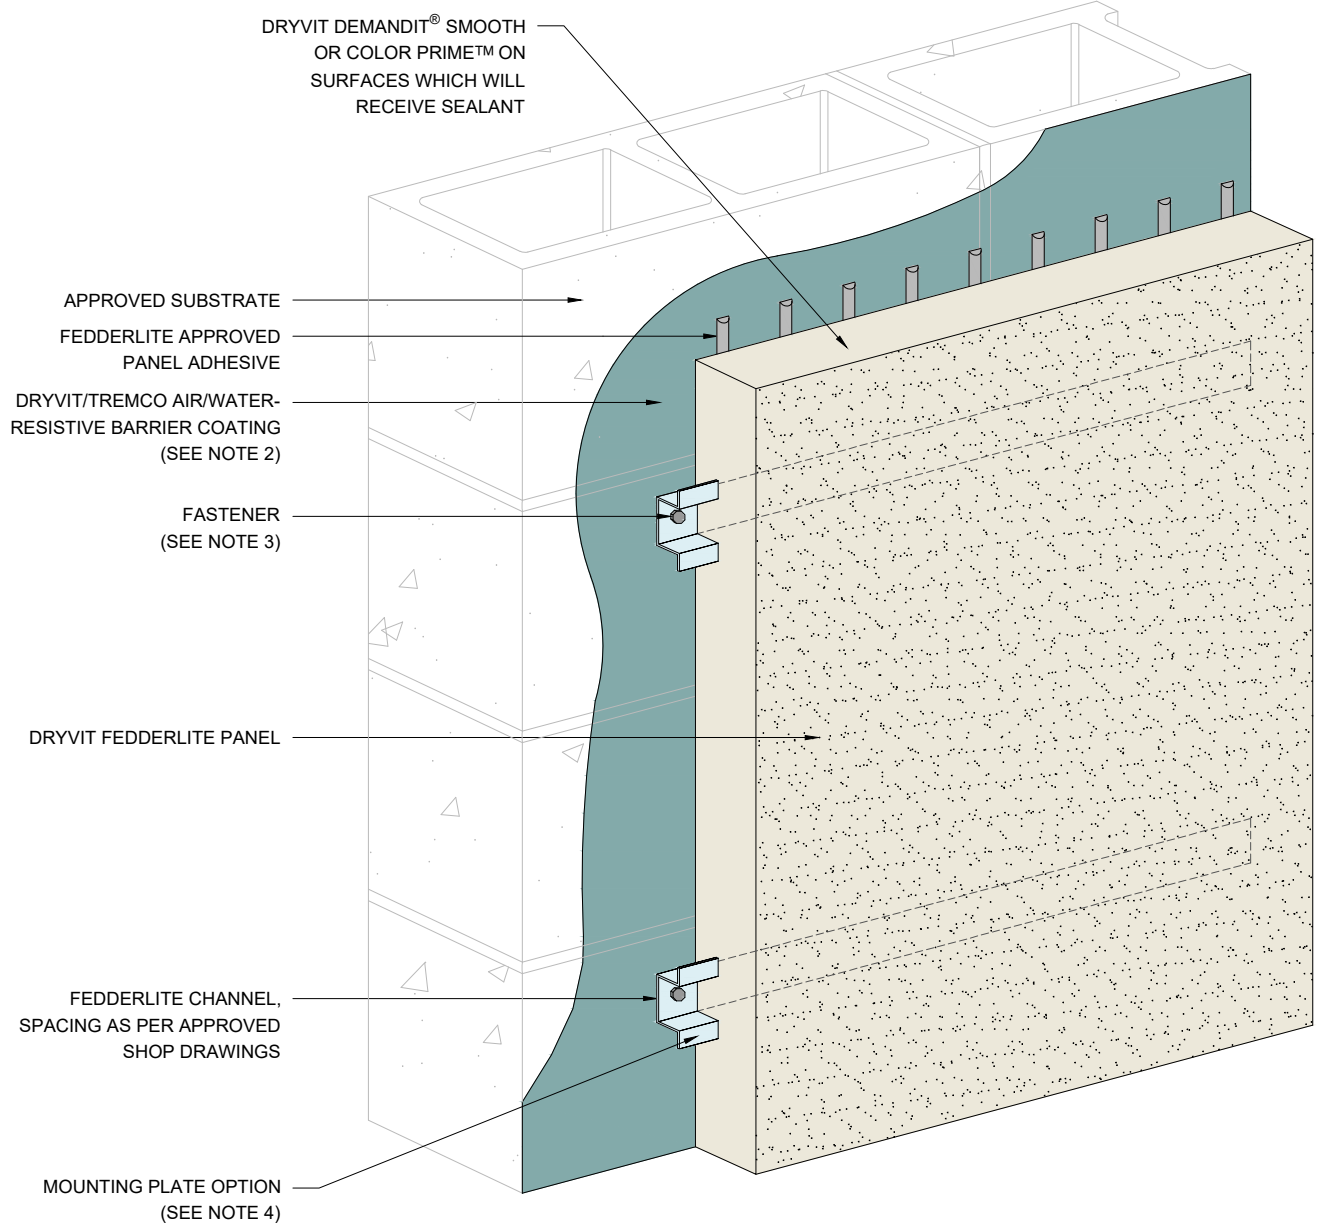 DRYVIT DEMANDIT® SMOOTH
OR COLOR PRIME™ ON
SURFACES WHICH WILL
RECEIVE SEALANT
APPROVED SUBSTRATE
FEDDERLITE APPROVED
PANEL ADHESIVE
DRYVIT/TREMCO AIR/WATER-
RESISTIVE BARRIER COATING
(SEE NOTE 2)
FASTENER
(SEE NOTE 3)
DRYVIT FEDDERLITE PANEL
FEDDERLITE CHANNEL,
SPACING AS PER APPROVED
SHOP DRAWINGS
MOUNTING PLATE OPTION
(SEE NOTE 4)